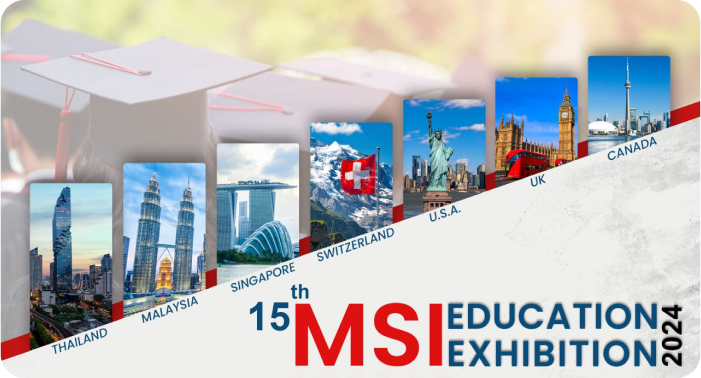 THAILAND
MALAYSIA
SINGAPORE
SWITZERLAND
U.S.A.
UK
CANADA
15th
MSI
EDUCATION
EXHIBITION
2024